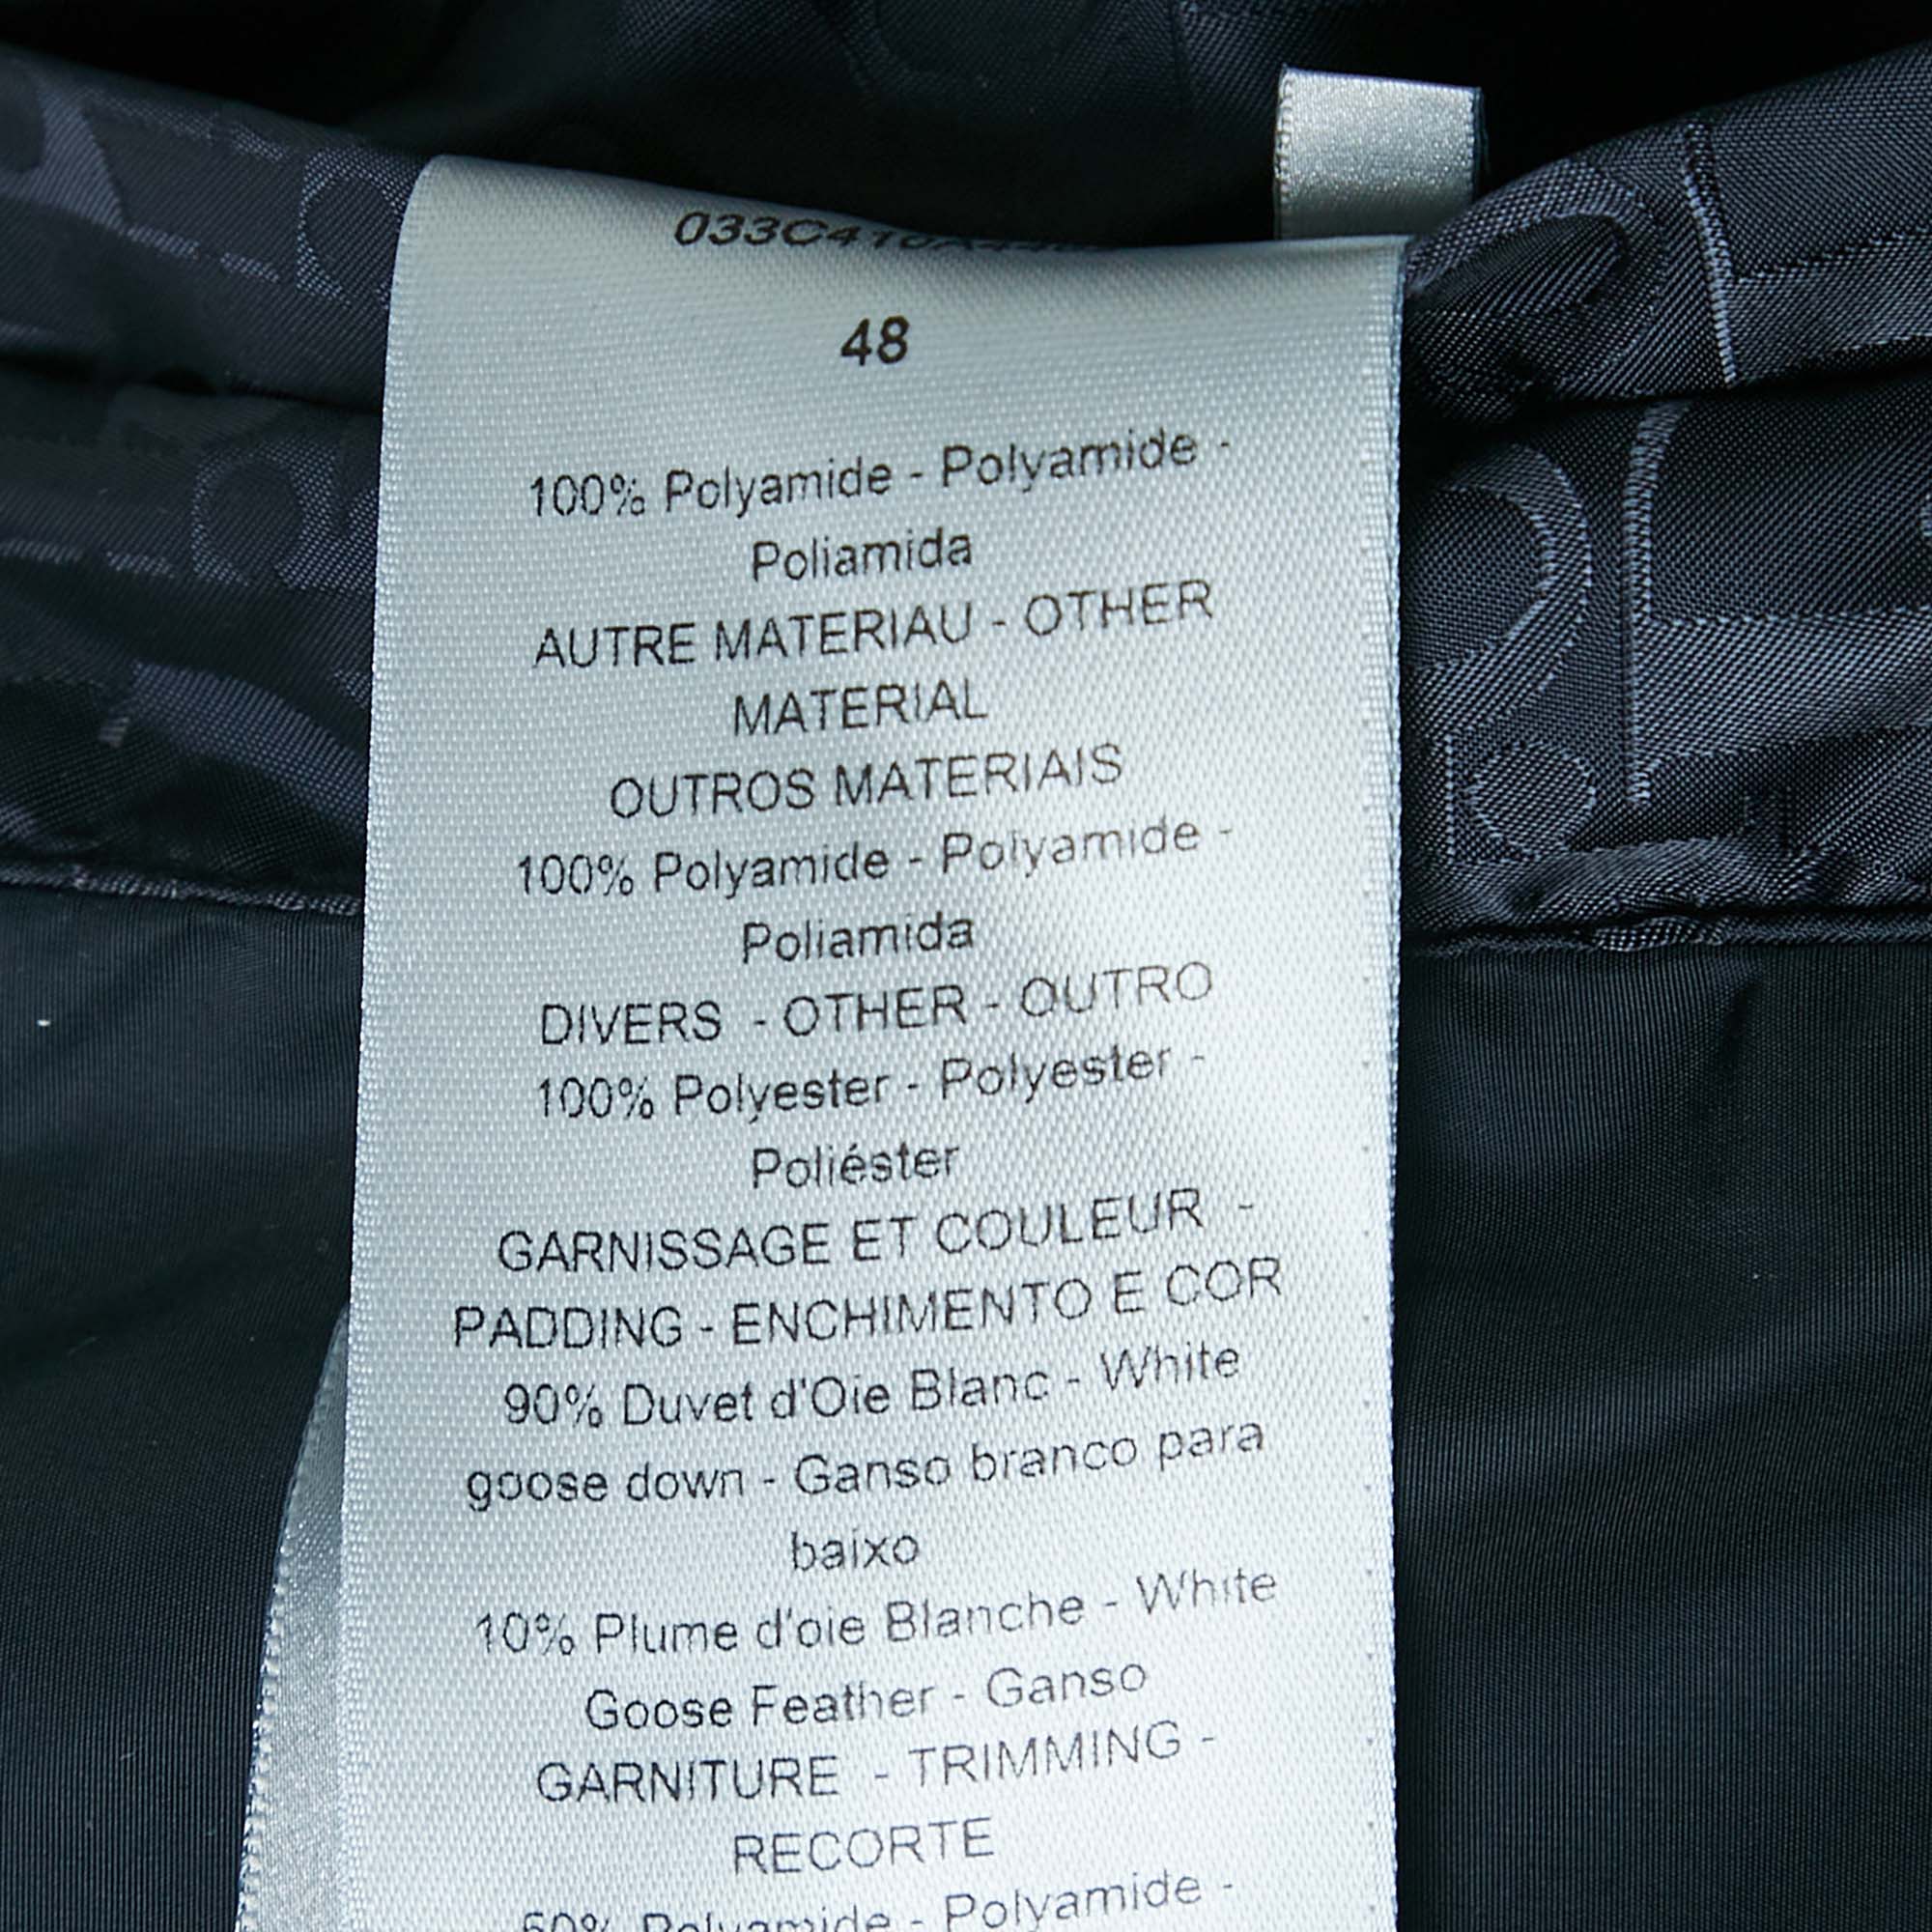 48
100% Polyamide - Polyamide -
Poliamida
AUTRE MATERIAU - OTHER
MATERIAL
OUTROS MATERIAIS
100% Polyamide - Polyamide -
Poliamida
DIVERS - OTHER - OUTRO
100% Polyester - Polyester -
Poliéster
GARNISSAGE ET COULEUR -
PADDING - ENCHIMENTO E COR
90% Duvet d'Oie Blanc - White
goose down - Ganso branco para
baixo
10% Plume d'oie Blanche - White
Goose Feather - Ganso
GARNITURE - TRIMMING -
RECORTE
Polyamide - Polyamide -